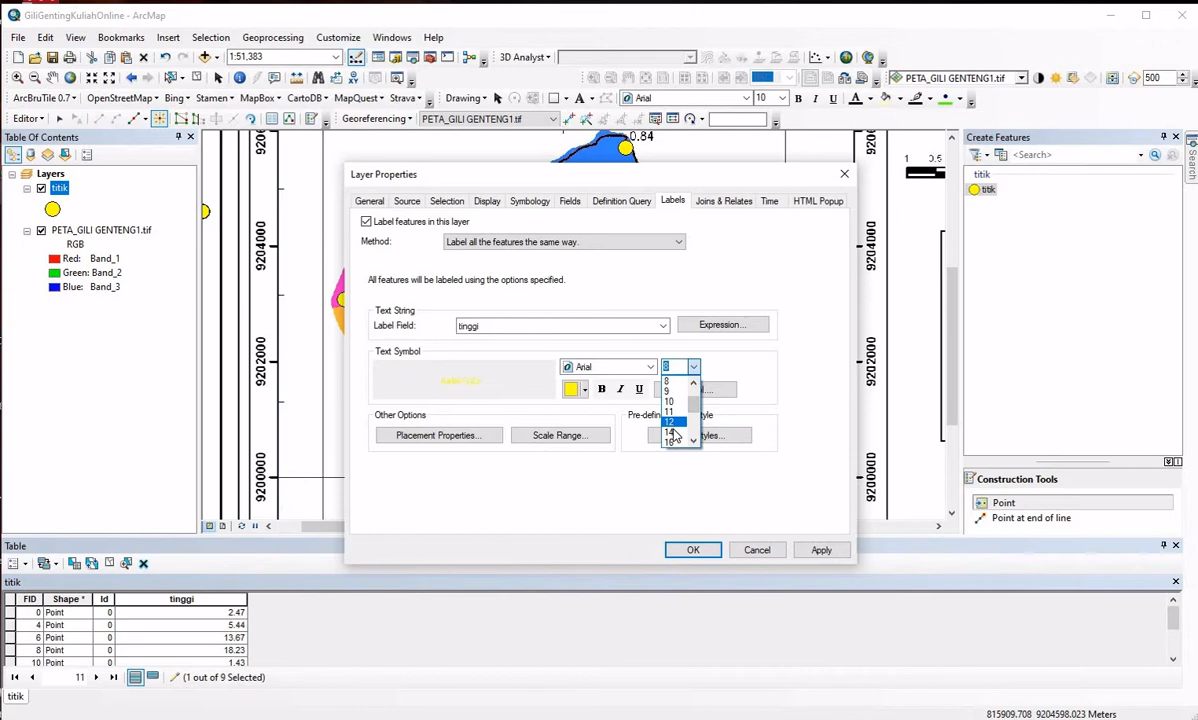 GiliGentingKuliahOnline - ArcMap
File Edit View Bookmarks Insert Selection Geoprocessing Customize Windows Help
1:51,383
3D Analyst
PETA_GILI GENTENG1.tif
500
ArcBruTile 0.7 OpenStreetMap Bing Stamen MapBox CartoDB MapQuest Strava
Drawing
A
Arial
10
B I U A
Editor
Georeferencing
PETA_GILI GENTENG1.tif
Table Of Contents
Layers
titik
PETA_GILI GENTENG1.tif
RGB
Red: Band_1
Green: Band_2
Blue: Band_3
9204000
9202000
9200000
0.84
9204000
9202000
9200000
1 0.5
Layer Properties
General Source Selection Display Symbology Fields Definition Query Labels Joins & Relates Time HTML Popup
Label features in this layer
Method:
Label all the features the same way.
All features will be labeled using the options specified.
Text String
Label Field:
tinggi
Expression...
Text Symbol
Arial
8
B I U
8
9
10
11
12
14
16
Other Options
Placement Properties...
Scale Range...
OK
Cancel
Apply
Create Features
<Search>
titik
titik
Construction Tools
Point
Point at end of line
Search
Table
titik
FID Shape * Id tinggi
0 Point 0 2.47
4 Point 0 5.44
6 Point 0 13.67
8 Point 0 18.23
10 Point 0 1.43
11
(1 out of 9 Selected)
titik
815909.708 9204598.023 Meters